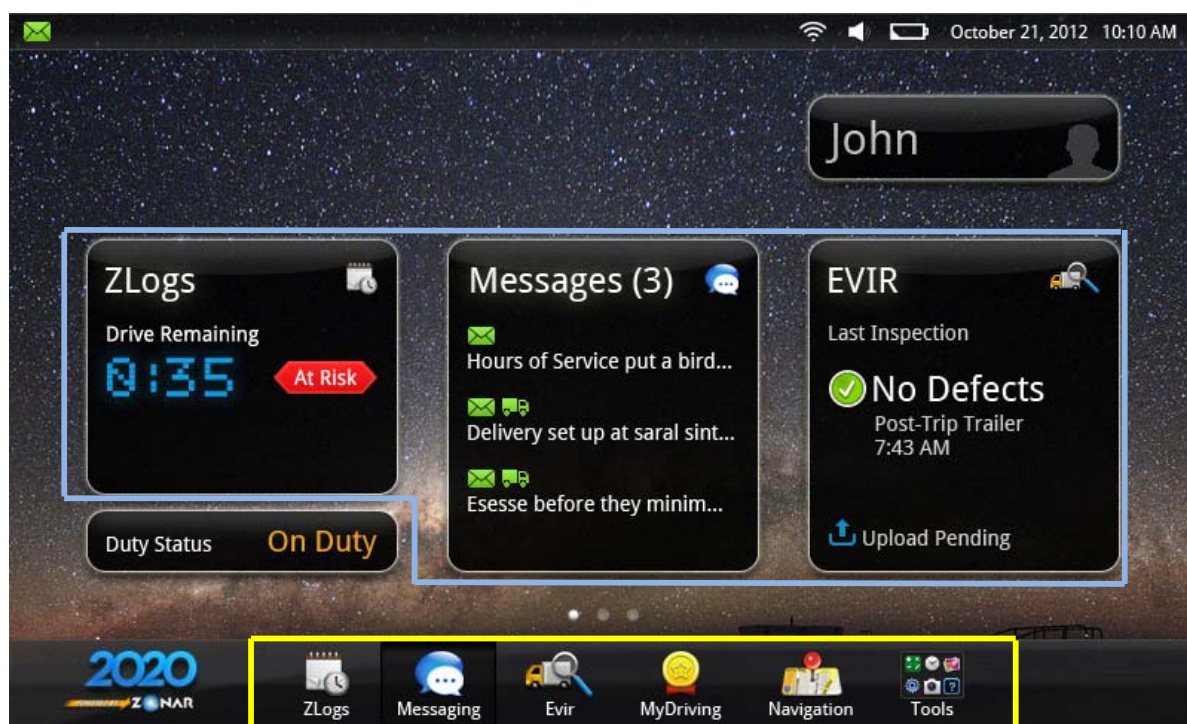 October 21, 2012 10:10 AM
John
ZLogs
Drive Remaining
0:35
At Risk
Duty Status On Duty
Messages (3)
Hours of Service put a bird...
Delivery set up at saral sint...
Esesse before they minim...
EVIR
Last Inspection
No Defects
Post-Trip Trailer
7:43 AM
Upload Pending
2020
POWERED BY ZONAR
ZLogs Messaging Evir MyDriving Navigation Tools